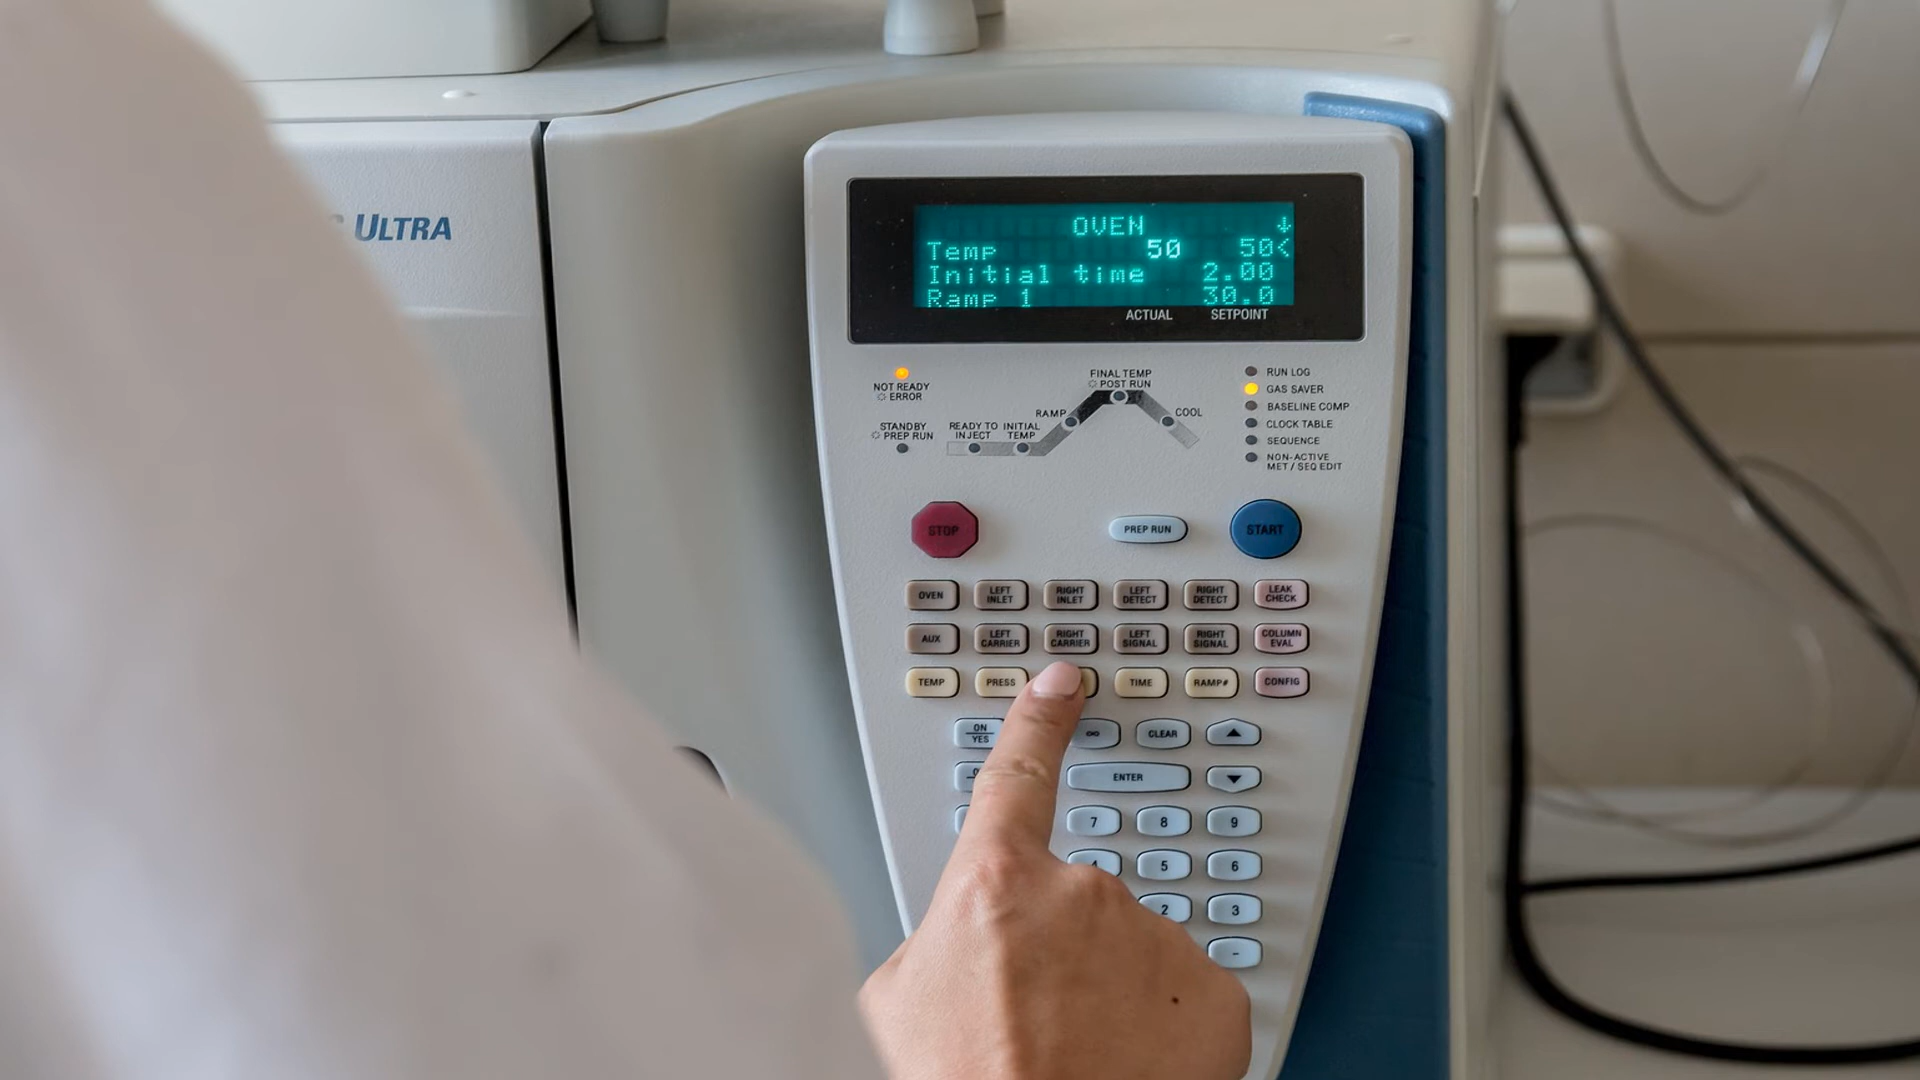 ULTRA
OVEN ↓
Temp 50 50<
Initial time 2.00
Ramp 1 30.0
ACTUAL SETPOINT
NOT READY
ERROR
STANDBY
PREP RUN
READY TO
INJECT
INITIAL
TEMP
RAMP
FINAL TEMP
POST RUN
COOL
RUN LOG
GAS SAVER
BASELINE COMP
CLOCK TABLE
SEQUENCE
NON-ACTIVE
MET / SEQ EDIT
STOP
PREP RUN
START
OVEN
LEFT
INLET
RIGHT
INLET
LEFT
DETECT
RIGHT
DETECT
LEAK
CHECK
AUX
LEFT
CARRIER
RIGHT
CARRIER
LEFT
SIGNAL
RIGHT
SIGNAL
COLUMN
EVAL
TEMP
PRESS
TIME
RAMP#
CONFIG
ON
YES
∞
CLEAR
▲
ENTER
▼
7
8
9
4
5
6
2
3
-